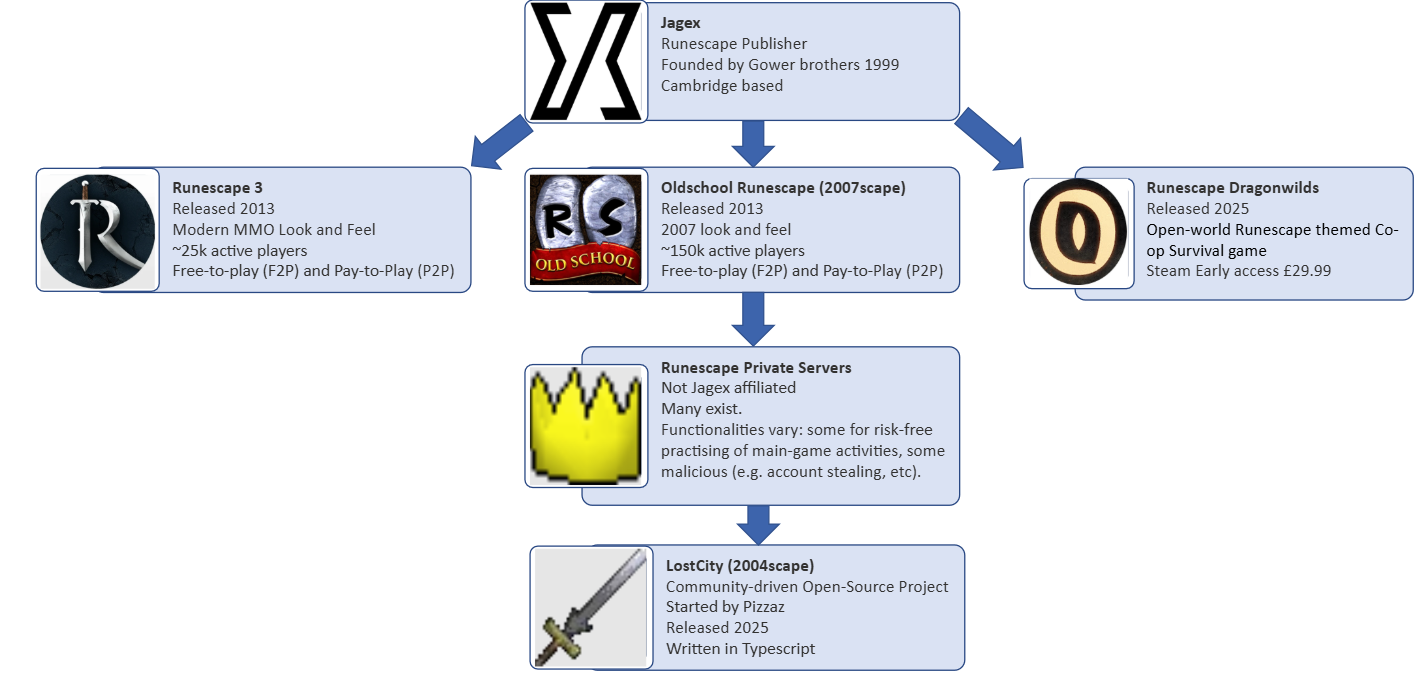 Jagex
Runescape Publisher
Founded by Gower brothers 1999
Cambridge based
Runescape 3
Released 2013
Modern MMO Look and Feel
~25k active players
Free-to-play (F2P) and Pay-to-Play (P2P)
RS
OLD SCHOOL
Oldschool Runescape (2007scape)
Released 2013
2007 look and feel
~150k active players
Free-to-play (F2P) and Pay-to-Play (P2P)
Runescape Dragonwilds
Released 2025
Open-world Runescape themed Co-
op Survival game
Steam Early access £29.99
Runescape Private Servers
Not Jagex affiliated
Many exist.
Functionalities vary: some for risk-free
practising of main-game activities, some
malicious (e.g. account stealing, etc).
LostCity (2004scape)
Community-driven Open-Source Project
Started by Pizzaz
Released 2025
Written in Typescript